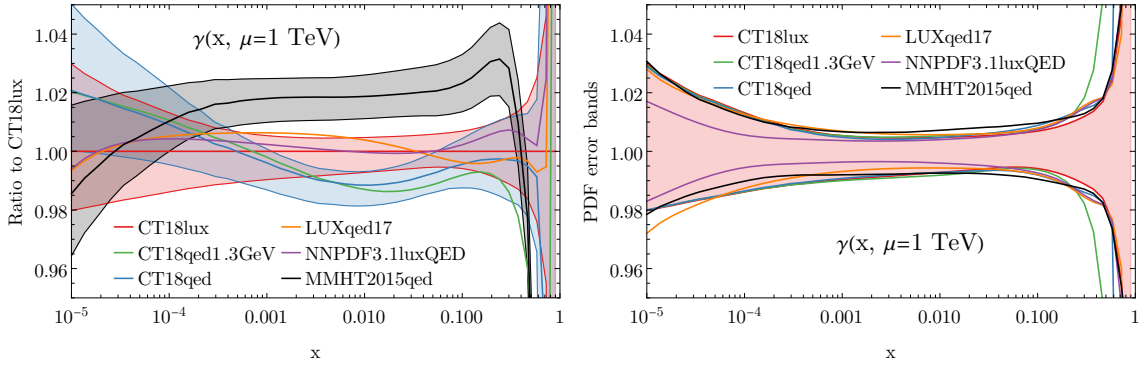 γ(x, μ=1 TeV)
Ratio to CT18lux
1.04
1.02
1.00
0.98
0.96
CT18lux
CT18qed1.3GeV
CT18qed
LUXqed17
NNPDF3.1luxQED
MMHT2015qed
10⁻⁵ 10⁻⁴ 0.001 0.010 0.100 1
x
PDF error bands
1.04
1.02
1.00
0.98
0.96
CT18lux
CT18qed1.3GeV
CT18qed
LUXqed17
NNPDF3.1luxQED
MMHT2015qed
γ(x, μ=1 TeV)
10⁻⁵ 10⁻⁴ 0.001 0.010 0.100 1
x